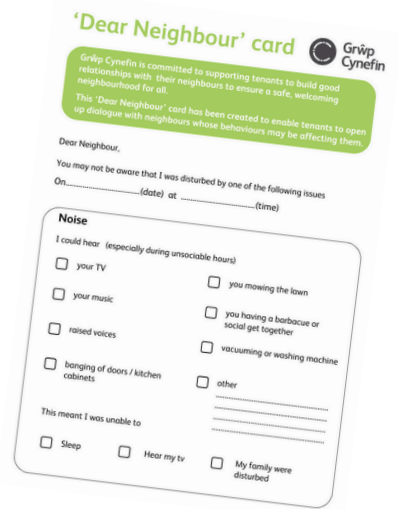 'Dear Neighbour' card
Grŵp
Cynefin
Grŵp Cynefin is committed to supporting tenants to build good
relationships with their neighbours to ensure a safe, welcoming
neighbourhood for all.
This 'Dear Neighbour' card has been created to enable tenants to open
up dialogue with neighbours whose behaviours may be affecting them.
Dear Neighbour,
You may not be aware that I was disturbed by one of the following issues
On..............................(date) at ..............................(time)
Noise
I could hear (especially during unsociable hours)
your TV
your music
raised voices
banging of doors / kitchen
cabinets
you mowing the lawn
you having a barbacue or
social get together
vacuuming or washing machine
other
This meant I was unable to
Sleep
Hear my tv
My family were
disturbed